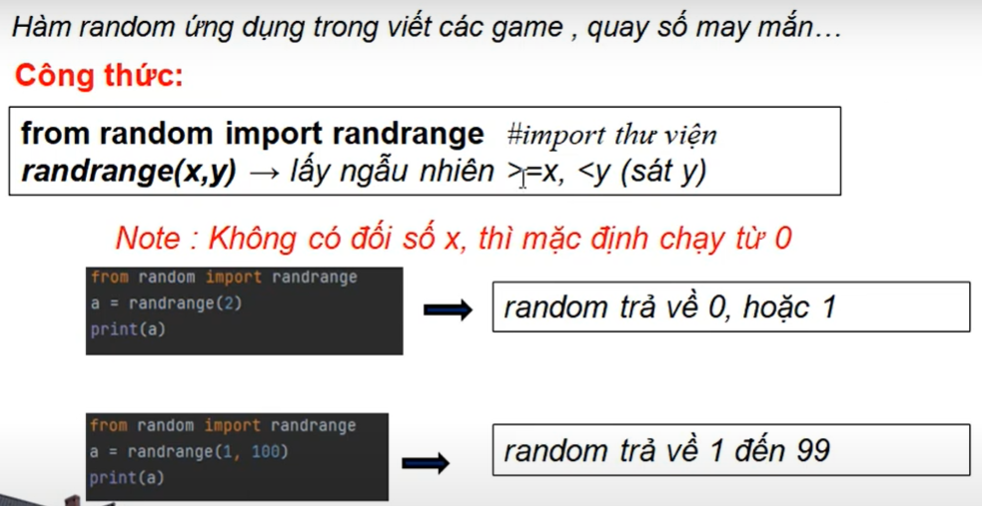 Hàm random ứng dụng trong viết các game , quay số may mắn...
Công thức:
from random import randrange #import thư viện
randrange(x,y) → lấy ngẫu nhiên >=x, <y (sát y)
Note : Không có đối số x, thì mặc định chạy từ 0
from random import randrange
a = randrange(2)
print(a)
random trả về 0, hoặc 1
from random import randrange
a = randrange(1, 100)
print(a)
random trả về 1 đến 99